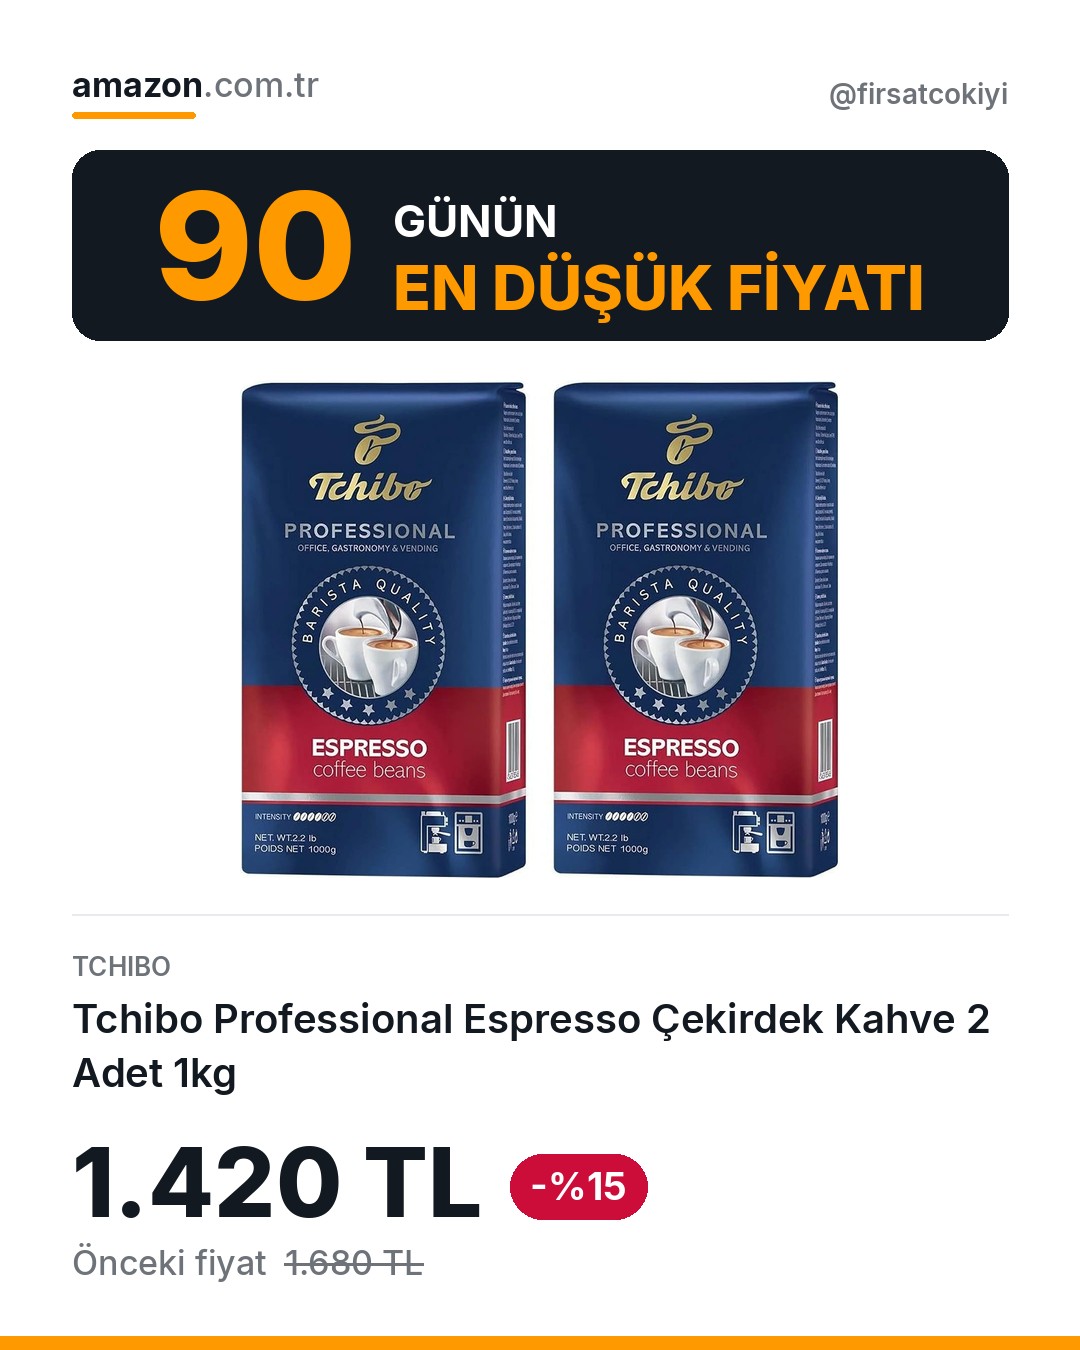 amazon.com.tr
@firsatcokiyi
90
GÜNÜN
EN DÜŞÜK FİYATI
Tchibo
PROFESSIONAL
OFFICE, GASTRONOMY & VENDING
BARISTA QUALITY
ESPRESSO
coffee beans
INTENSITY
NET. WT.2.2 lb
POIDS NET 1000g
Tchibo
PROFESSIONAL
OFFICE, GASTRONOMY & VENDING
BARISTA QUALITY
ESPRESSO
coffee beans
INTENSITY
NET. WT.2.2 lb
POIDS NET 1000g
TCHIBO
Tchibo Professional Espresso Çekirdek Kahve 2
Adet 1kg
1.420 TL
-%15
Önceki fiyat 1.680 TL